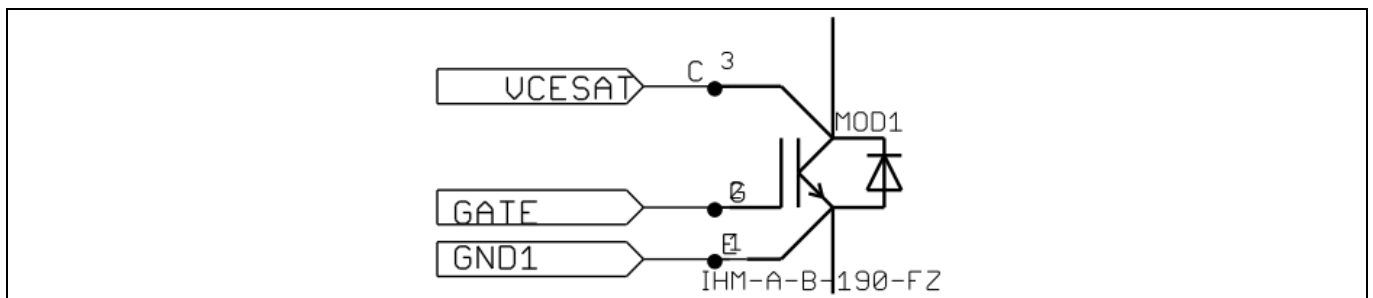 VCESAT
C 3
MOD1
GATE
GND1
IHM-A-B-190-FZ